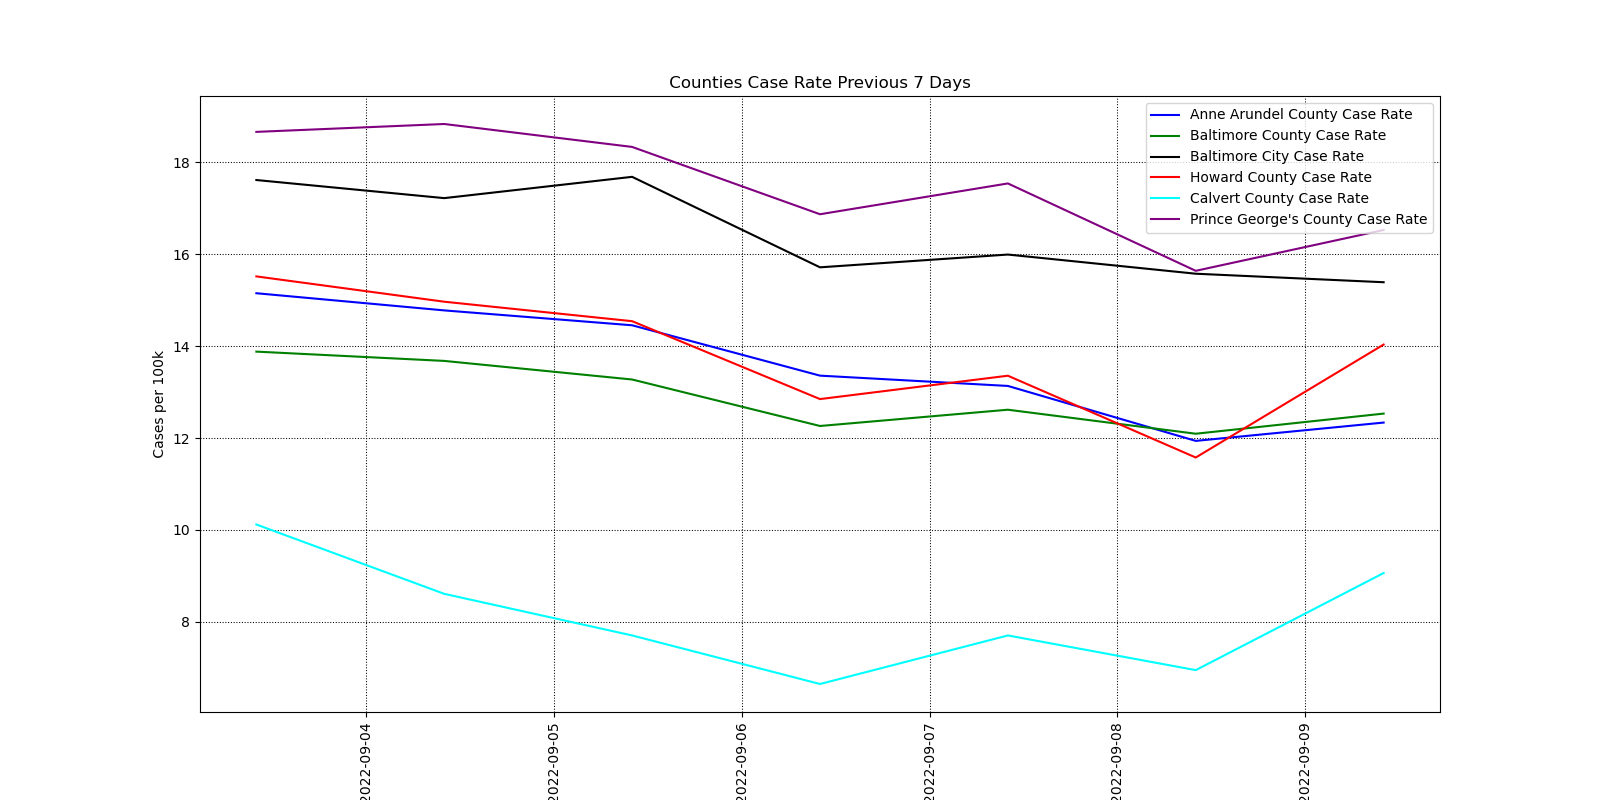 Counties Case Rate Previous 7 Days
Anne Arundel County Case Rate
Baltimore County Case Rate
Baltimore City Case Rate
Howard County Case Rate
Calvert County Case Rate
Prince George's County Case Rate
Cases per 100k
18
16
14
12
10
8
2022-09-04
2022-09-05
2022-09-06
2022-09-07
2022-09-08
2022-09-09